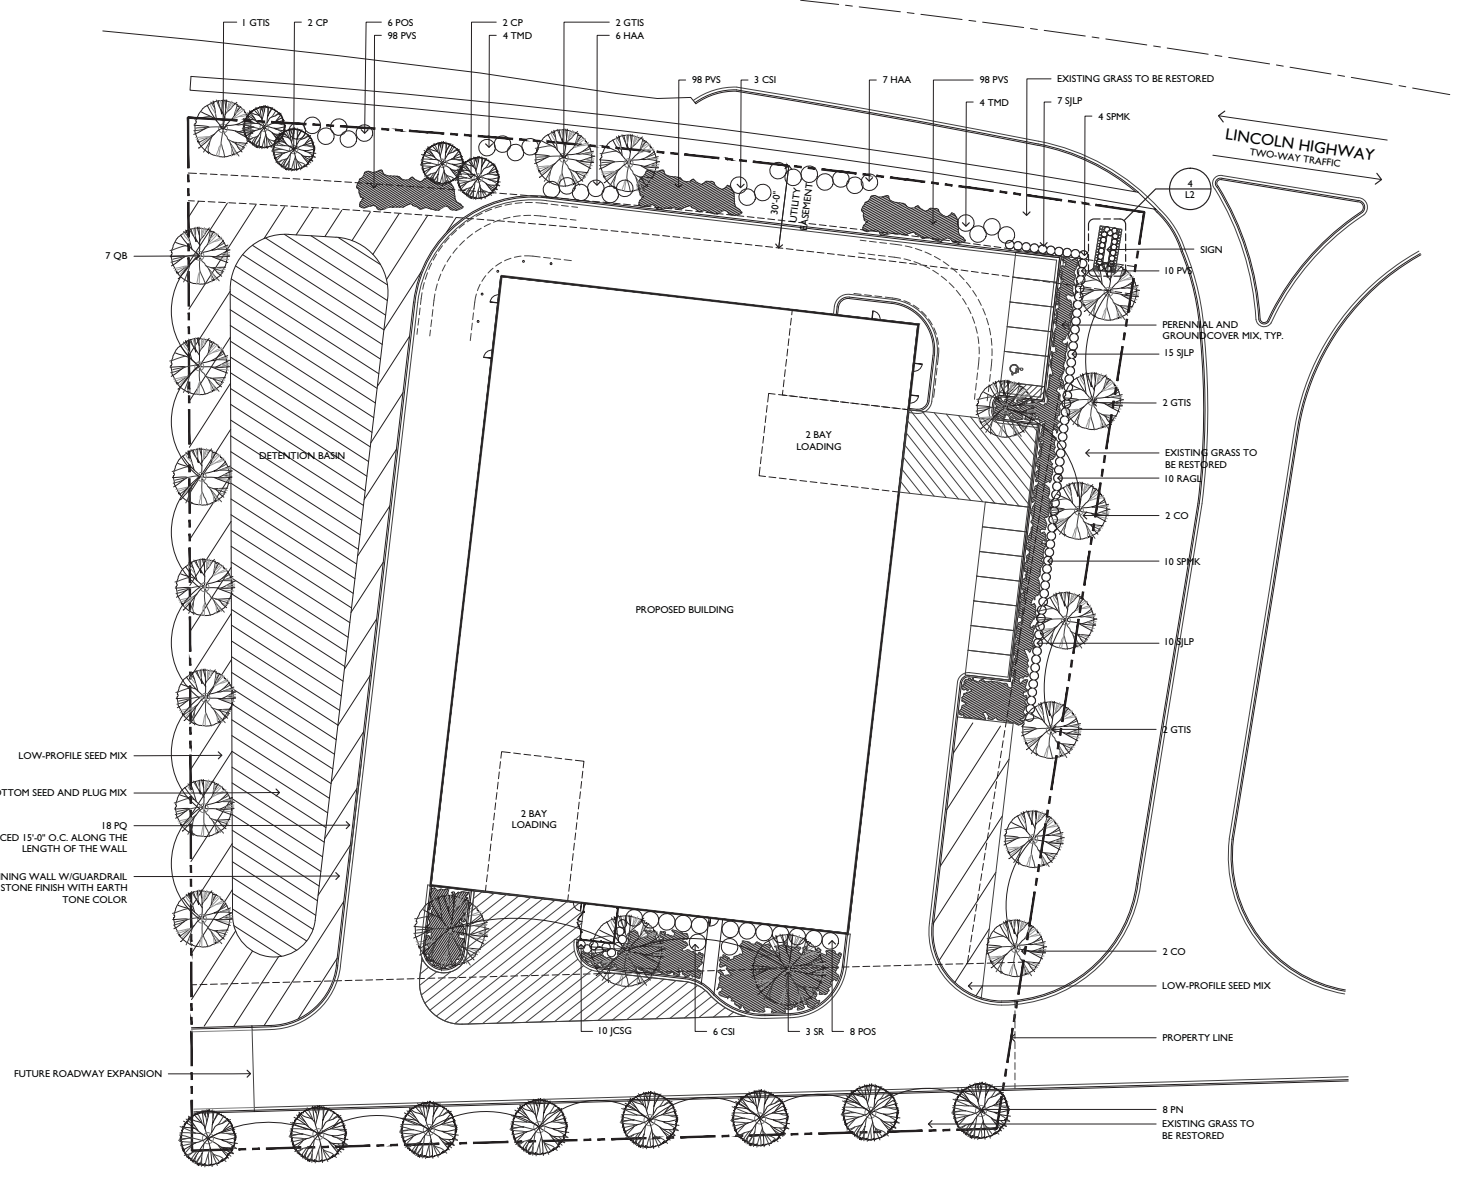 1 GTIS
2 CP
6 POS
98 PVS
2 CP
4 TMD
2 GTIS
6 HAA
98 PVS
3 CSI
7 HAA
98 PVS
4 TMD
EXISTING GRASS TO BE RESTORED
7 SJLP
4 SPMK
LINCOLN HIGHWAY
TWO-WAY TRAFFIC
4
L2
30'-0"
UTILITY
EASEMENT
SIGN
7 QB
10 PVS
PERENNIAL AND
GROUNDCOVER MIX, TYP.
15 SJLP
2 GTIS
2 BAY
LOADING
DETENTION BASIN
EXISTING GRASS TO
BE RESTORED
10 RAGL
2 CO
10 SPMK
PROPOSED BUILDING
10 SJLP
2 GTIS
LOW-PROFILE SEED MIX
SEED AND PLUG MIX
18 PQ
15'-0" O.C. ALONG THE
LENGTH OF THE WALL
2 BAY
LOADING
WALL W/GUARDRAIL
STONE FINISH WITH EARTH
TONE COLOR
2 CO
LOW-PROFILE SEED MIX
10 JCSG
6 CSI
3 SR
8 POS
PROPERTY LINE
FUTURE ROADWAY EXPANSION
8 PN
EXISTING GRASS TO
BE RESTORED